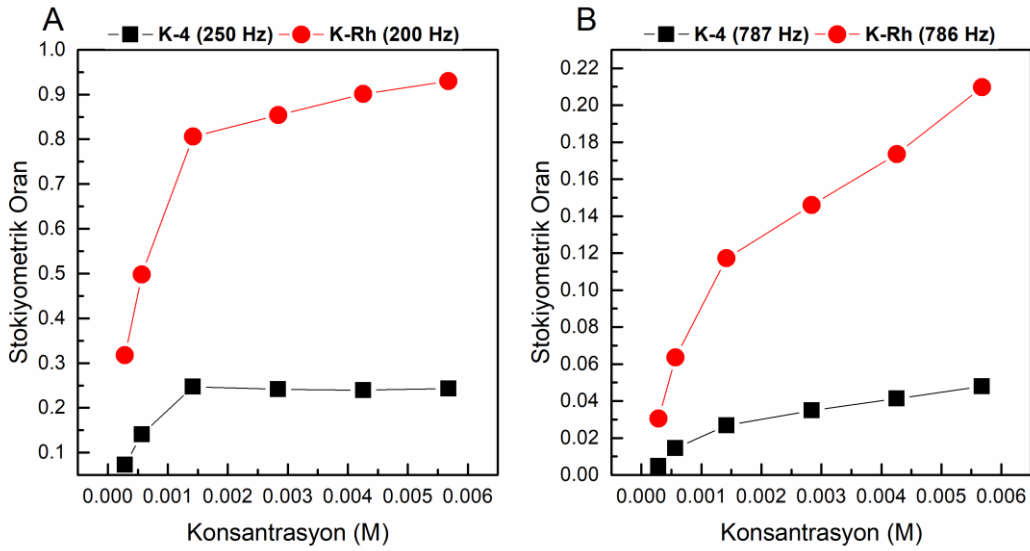 A
K-4 (250 Hz) K-Rh (200 Hz)
1.0
0.9
0.8
0.7
0.6
0.5
0.4
0.3
0.2
0.1
Stokiyometrik Oran
0.000 0.001 0.002 0.003 0.004 0.005 0.006
Konsantrasyon (M)
B
K-4 (787 Hz) K-Rh (786 Hz)
0.22
0.20
0.18
0.16
0.14
0.12
0.10
0.08
0.06
0.04
0.02
0.00
Stokiyometrik Oran
0.000 0.001 0.002 0.003 0.004 0.005 0.006
Konsantrasyon (M)